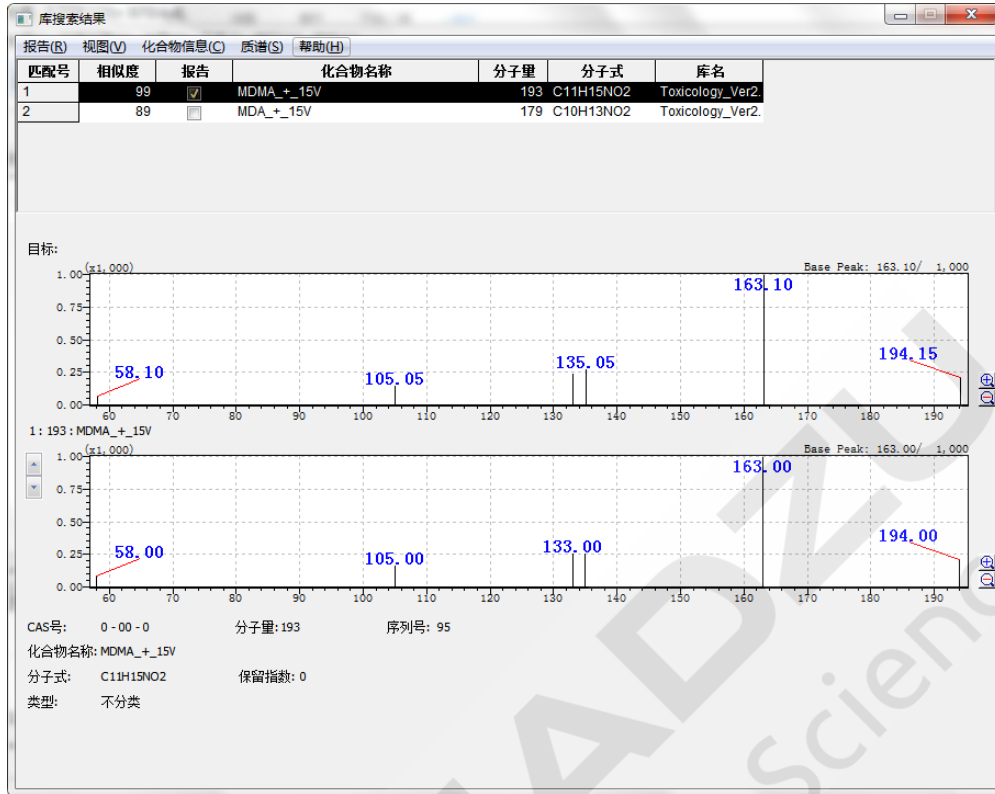 库搜索结果
报告(R) 视图(V) 化合物信息(C) 质谱(S) 帮助(H)
匹配号 相似度 报告 化合物名称 分子量 分子式 库名
1 99 MDMA_+_15V 193 C11H15NO2 Toxicology_Ver2.
2 89 MDA_+_15V 179 C10H13NO2 Toxicology_Ver2.
目标:
(x1,000) Base Peak: 163.10/ 1,000
1.00
163.10
0.75
0.50
194.15
135.05
58.10
0.25
105.05
0.00
60 70 80 90 100 110 120 130 140 150 160 170 180 190
1 : 193 : MDMA_+_15V
(x1,000) Base Peak: 163.00/ 1,000
1.00
163.00
0.75
0.50
194.00
133.00
58.00
0.25
105.00
0.00
60 70 80 90 100 110 120 130 140 150 160 170 180 190
CAS号: 0 - 00 - 0 分子量:193 序列号: 95
化合物名称: MDMA_+_15V
分子式: C11H15NO2 保留指数: 0
类型: 不分类